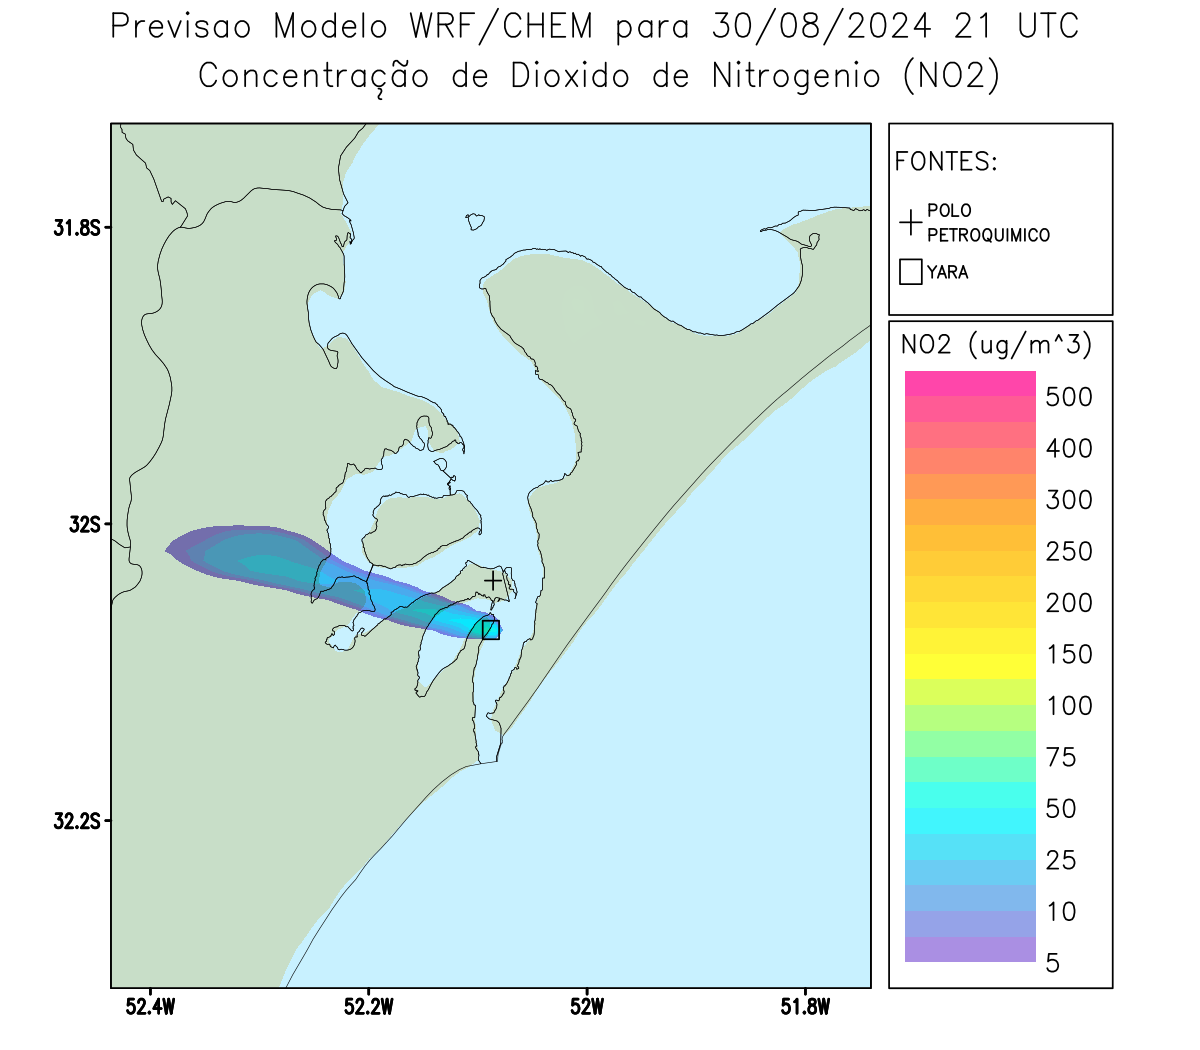 Previsao Modelo WRF/CHEM para 30/08/2024 21 UTC
Concentração de Dioxido de Nitrogenio (NO2)
FONTES:
POLO
PETROQUIMICO
YARA
NO2 (ug/m^3)
500
400
300
250
200
150
100
75
50
25
10
5
31.8S
32S
32.2S
52.4W
52.2W
52W
51.8W